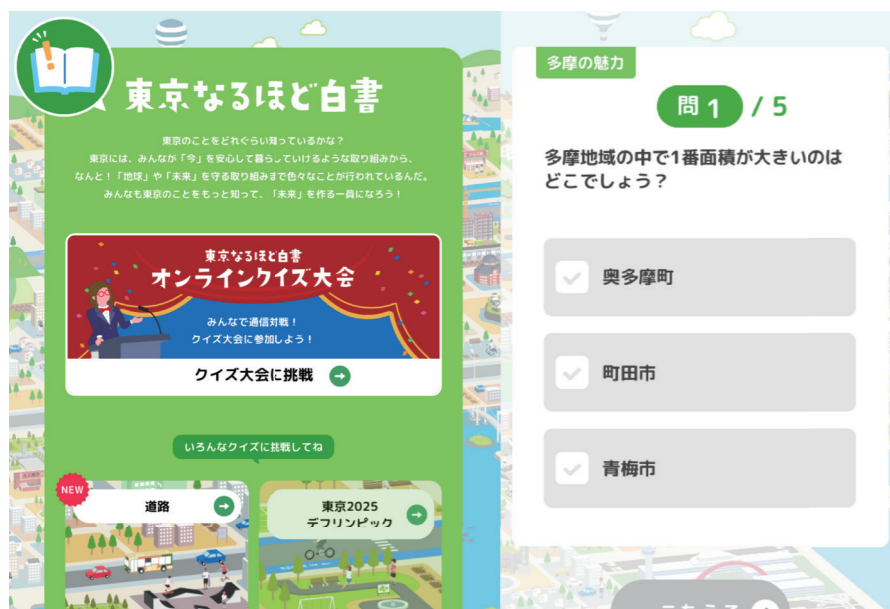 東京なるほど白書
東京のことをどれぐらい知っているかな？
東京には、みんなが「今」を安心して暮らしていけるような取り組みから、
なんと！「地球」や「未来」を守る取り組みまで色々なことが行われているんだ。
みんなも東京のことをもっと知って、「未来」を作る一員になろう！
東京なるほど白書
オンラインクイズ大会
みんなで通信対戦！
クイズ大会に参加しよう！
クイズ大会に挑戦
いろんなクイズに挑戦してね
NEW
道路
東京2025
デフリンピック
多摩の魅力
問 1 / 5
多摩地域の中で1番面積が大きいのは
どこでしょう？
奥多摩町
町田市
青梅市